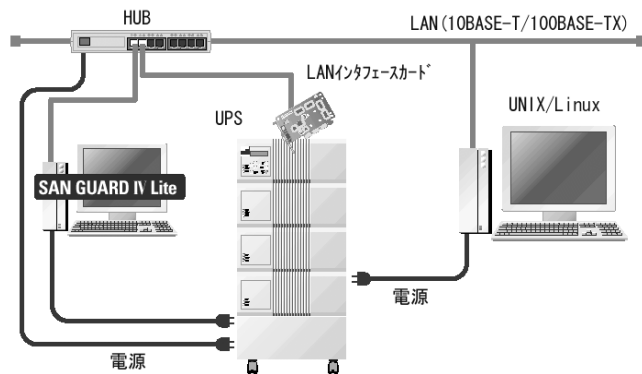 HUB
LAN(10BASE-T/100BASE-TX)
LANｲﾝﾀﾌｪｰｽｶｰﾄﾞ
UPS
UNIX/Linux
SAN GUARD Ⅳ Lite
電源
電源